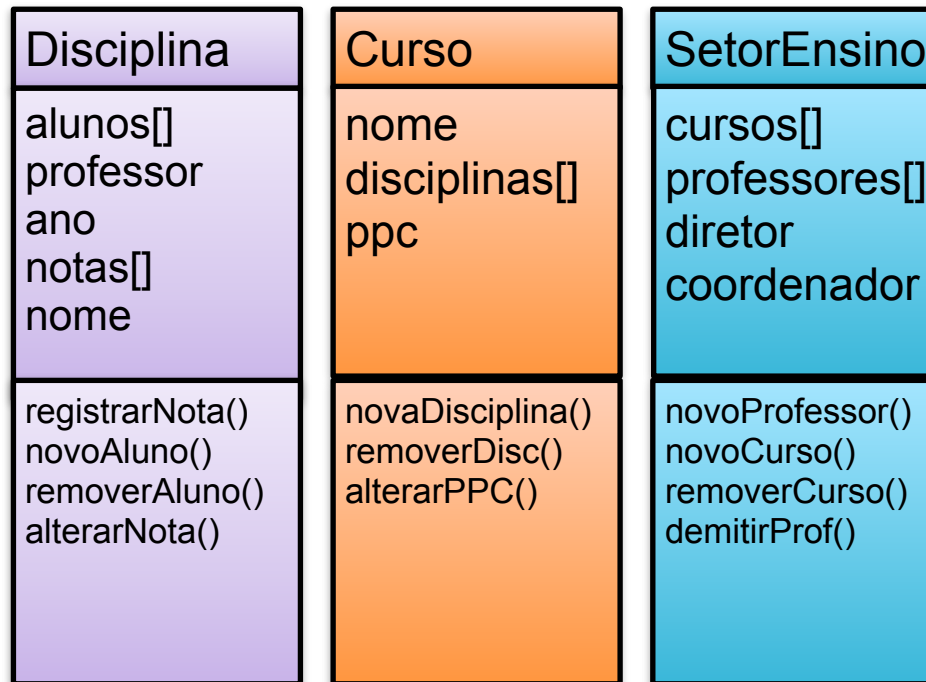 Disciplina
alunos[]
professor
ano
notas[]
nome
registrarNota()
novoAluno()
removerAluno()
alterarNota()
Curso
nome
disciplinas[]
ppc
novaDisciplina()
removerDisc()
alterarPPC()
SetorEnsino
cursos[]
professores[]
diretor
coordenador
novoProfessor()
novoCurso()
removerCurso()
demitirProf()